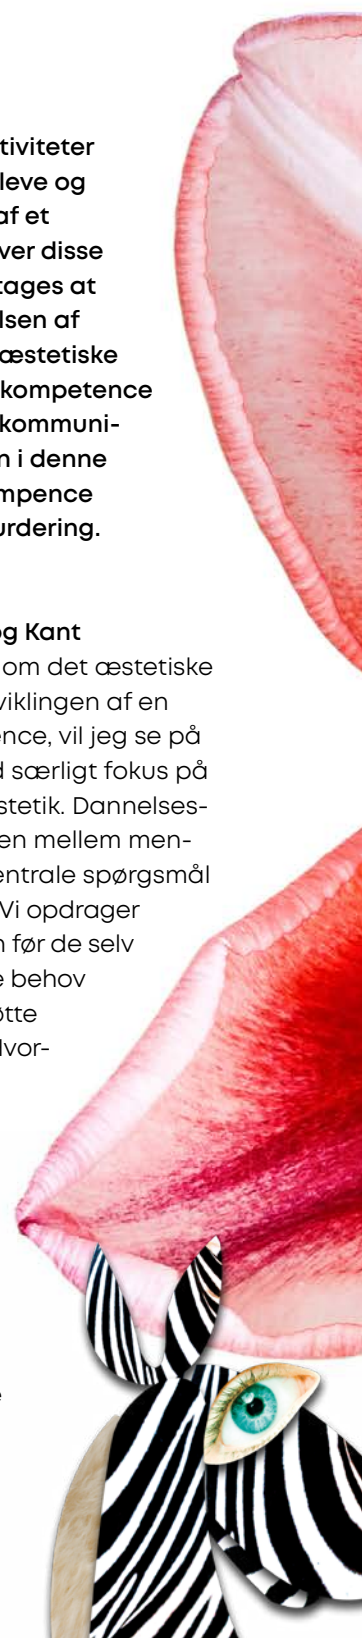 tiviteter
leve og
af et
ver disse
tages at
lsen af
æstetiske
kompetence
kommuni-
n i denne
mpence
urdering.
og Kant
om det æstetiske
viklingen af en
ence, vil jeg se på
d særligt fokus på
stetik. Dannelses-
en mellem men-
entrale spørgsmål
Vi opdrager
n før de selv
e behov
øtte
dvor-
e